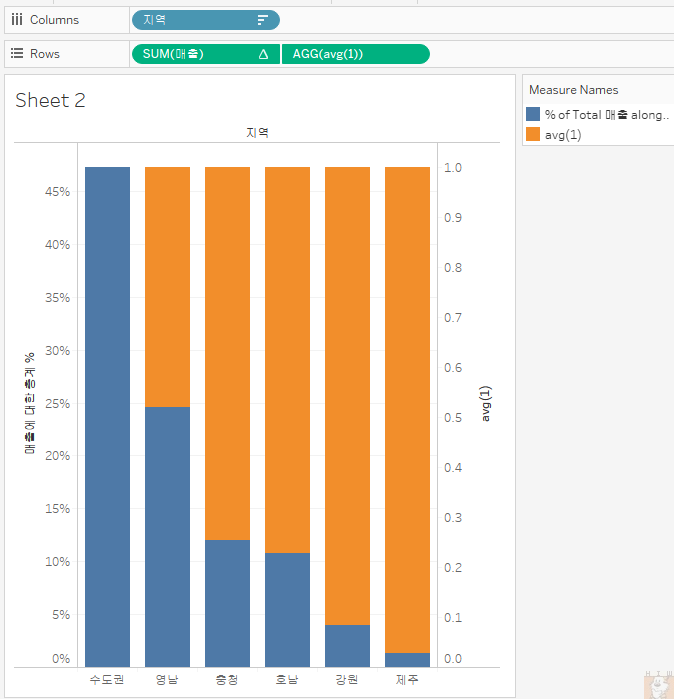 Columns
지역
Rows
SUM(매출) Δ
AGG(avg(1))
Sheet 2
지역
매출에 대한 총계 %
45%
40%
35%
30%
25%
20%
15%
10%
5%
0%
1.0
0.9
0.8
0.7
0.6
0.5
0.4
0.3
0.2
0.1
0.0
avg(1)
수도권 영남 충청 호남 강원 제주
Measure Names
% of Total 매출 along..
avg(1)